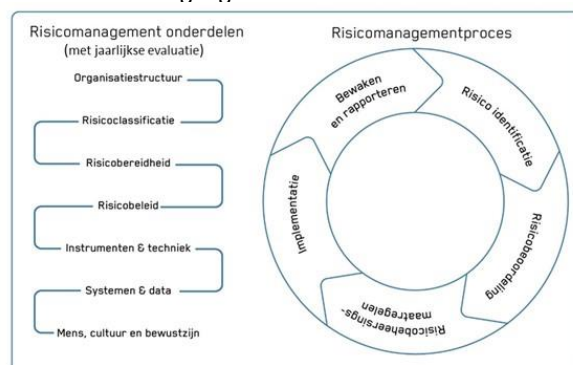 Risicomanagement onderdelen
(met jaarlijkse evaluatie)
Organisatiestructuur
Risicoclassificatie
Risicobereidheid
Risicobeleid
Instrumenten & techniek
Systemen & data
Mens, cultuur en bewustzijn
Risicomanagementproces
Bewaken
en rapporteren
Risico identificatie
Risicobeoordeling
Risicobeheersings-
maatregelen
Implementatie